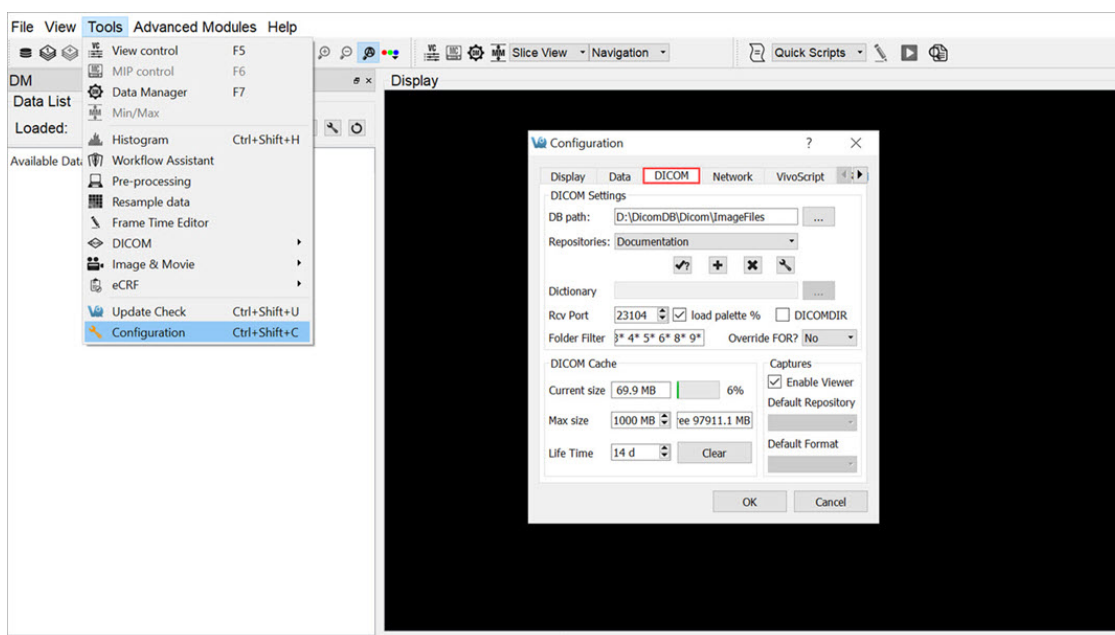 File View Tools Advanced Modules Help
View control F5
MIP control F6
Data Manager F7
Min/Max
Histogram Ctrl+Shift+H
Workflow Assistant
Pre-processing
Resample data
Frame Time Editor
DICOM
Image & Movie
eCRF
Update Check Ctrl+Shift+U
Configuration Ctrl+Shift+C
Slice View Navigation Quick Scripts
DM
Data List
Loaded:
Available Data
Display
Configuration ? ×
Display Data DICOM Network VivoScript
DICOM Settings
DB path: D:\DicomDB\Dicom\ImageFiles ...
Repositories: Documentation
Dictionary ...
Rcv Port 23104 load palette % DICOMDIR
Folder Filter 3* 4* 5* 6* 8* 9* Override FOR? No
DICOM Cache
Current size 69.9 MB 6%
Max size 1000 MB ree 97911.1 MB
Life Time 14 d Clear
Captures
Enable Viewer
Default Repository
Default Format
OK Cancel